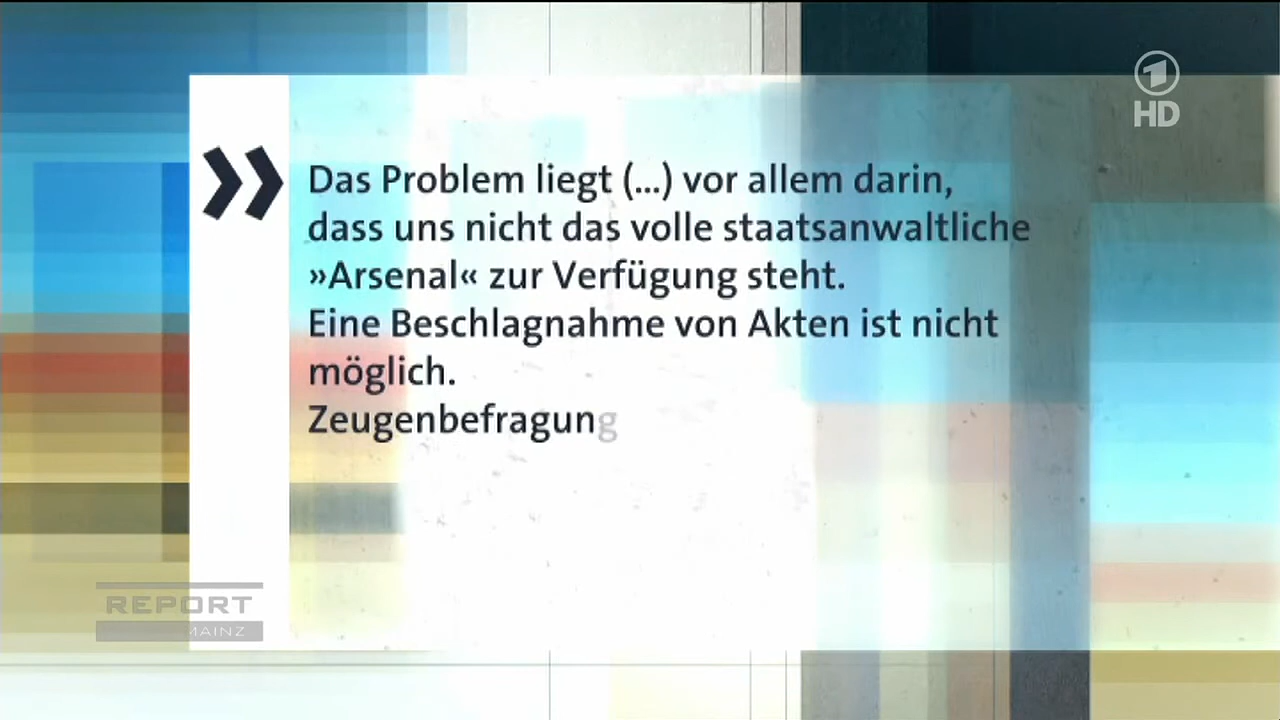 1
HD
Das Problem liegt (...) vor allem darin,
dass uns nicht das volle staatsanwaltliche
»Arsenal« zur Verfügung steht.
Eine Beschlagnahme von Akten ist nicht
möglich.
Zeugenbefragung
REPORT
MAINZ